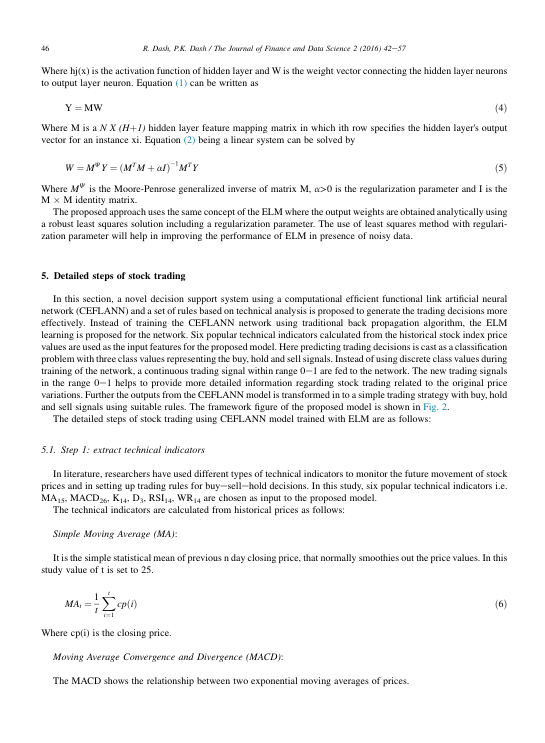 46
R. Dash, P.K. Dash / The Journal of Finance and Data Science 2 (2016) 42–57
Where hj(x) is the activation function of hidden layer and W is the weight vector connecting the hidden layer neurons
to output layer neuron. Equation (1) can be written as
Y = MW (4)
Where M is a N X (H+1) hidden layer feature mapping matrix in which ith row specifies the hidden layer's output
vector for an instance xi. Equation (2) being a linear system can be solved by
W = M^Ψ Y = (M^T M + αI)^−1 M^T Y (5)
Where M^Ψ is the Moore-Penrose generalized inverse of matrix M, α>0 is the regularization parameter and I is the
M × M identity matrix.
The proposed approach uses the same concept of the ELM where the output weights are obtained analytically using
a robust least squares solution including a regularization parameter. The use of least squares method with regulari-
zation parameter will help in improving the performance of ELM in presence of noisy data.
5. Detailed steps of stock trading
In this section, a novel decision support system using a computational efficient functional link artificial neural
network (CEFLANN) and a set of rules based on technical analysis is proposed to generate the trading decisions more
effectively. Instead of training the CEFLANN network using traditional back propagation algorithm, the ELM
learning is proposed for the network. Six popular technical indicators calculated from the historical stock index price
values are used as the input features for the proposed model. Here predicting trading decisions is cast as a classification
problem with three class values representing the buy, hold and sell signals. Instead of using discrete class values during
training of the network, a continuous trading signal within range 0–1 are fed to the network. The new trading signals
in the range 0–1 helps to provide more detailed information regarding stock trading related to the original price
variations. Further the outputs from the CEFLANN model is transformed in to a simple trading strategy with buy, hold
and sell signals using suitable rules. The framework figure of the proposed model is shown in Fig. 2.
The detailed steps of stock trading using CEFLANN model trained with ELM are as follows:
5.1. Step 1: extract technical indicators
In literature, researchers have used different types of technical indicators to monitor the future movement of stock
prices and in setting up trading rules for buy–sell–hold decisions. In this study, six popular technical indicators i.e.
MA₁₅, MACD₂₆, K₁₄, D₃, RSI₁₄, WR₁₄ are chosen as input to the proposed model.
The technical indicators are calculated from historical prices as follows:
Simple Moving Average (MA):
It is the simple statistical mean of previous n day closing price, that normally smoothies out the price values. In this
study value of t is set to 25.
MA_t = 1/t ∑_{i=1}^{t} cp(i) (6)
Where cp(i) is the closing price.
Moving Average Convergence and Divergence (MACD):
The MACD shows the relationship between two exponential moving averages of prices.